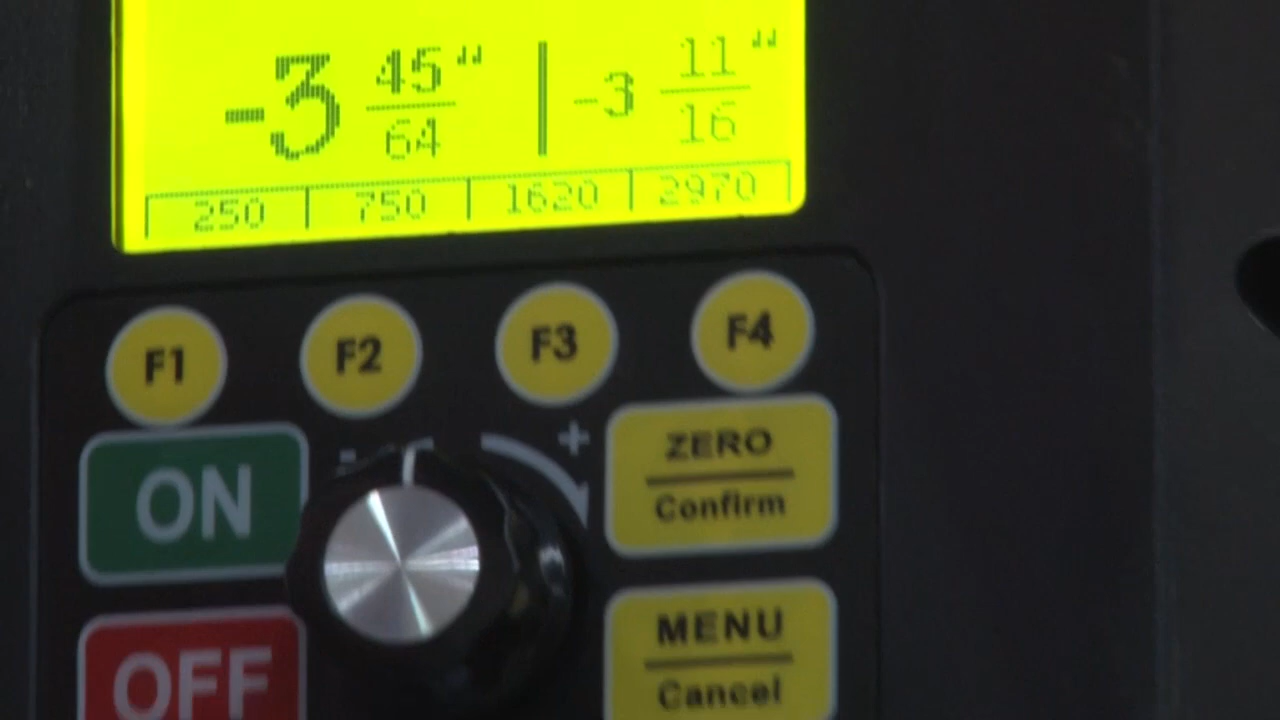 -3 45/64" | -3 11/16"
250 750 1620 2970
F1 F2 F3 F4
- +
ON
ZERO
Confirm
OFF
MENU
Cancel